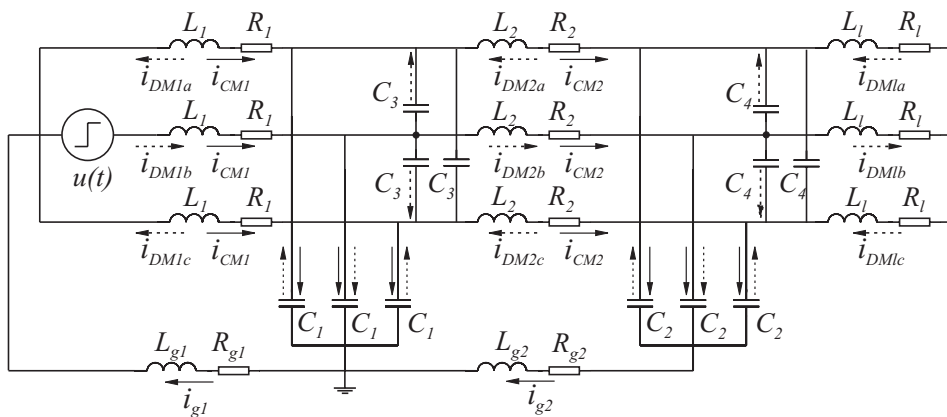 L1 R1 L2 R2 Ll Rl
iDM1a iCM1 iDM2a iCM2 iDMla
C3 C4
L1 R1 L2 R2 Ll Rl
u(t) iDM1b iCM1 C3 C3 iDM2b iCM2 C4 C4 iDMlb
L1 R1 L2 R2 Ll Rl
iDM1c iCM1 iDM2c iCM2 iDMlc
C1 C1 C1 C2 C2 C2
Lg1 Rg1 Lg2 Rg2
ig1 ig2